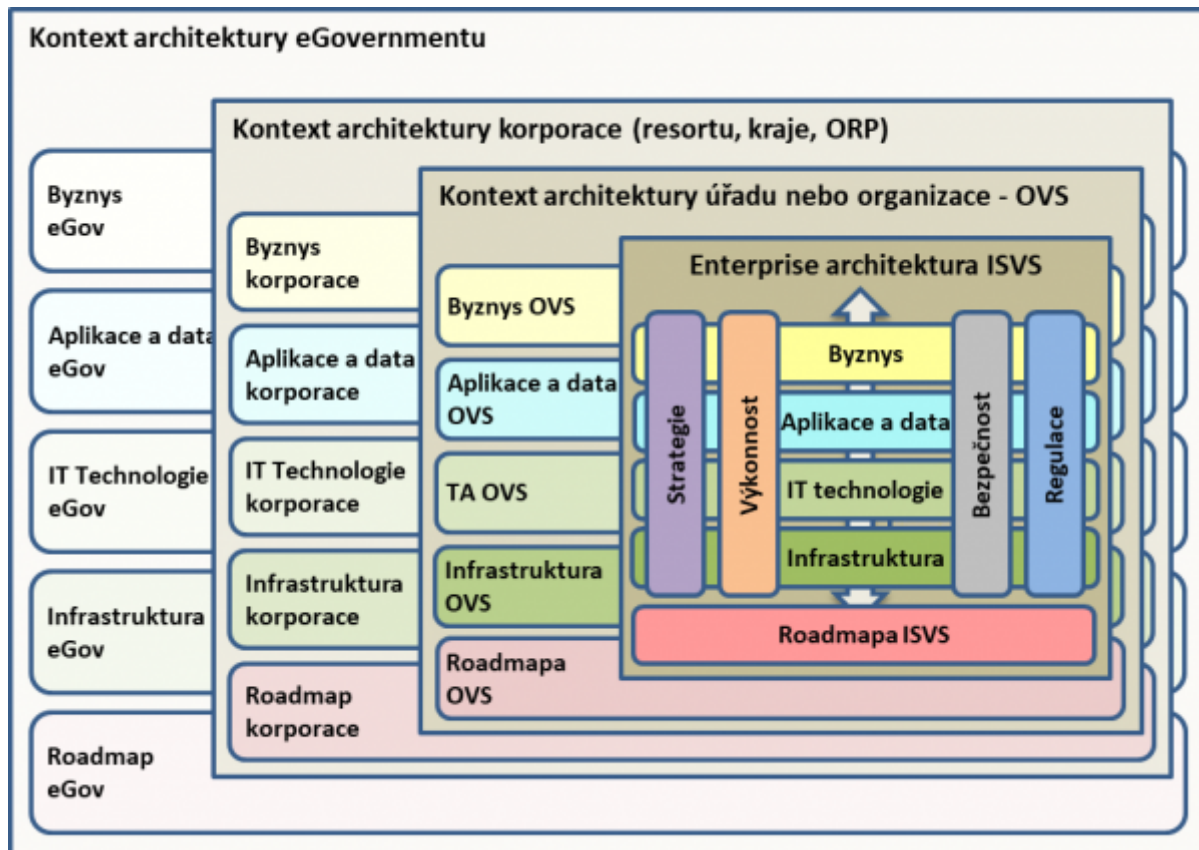 Kontext architektury eGovernmentu
Byznys
eGov
Aplikace a data
eGov
IT Technologie
eGov
Infrastruktura
eGov
Roadmap
eGov
Kontext architektury korporace (resortu, kraje, ORP)
Byznys
korporace
Aplikace a data
korporace
IT Technologie
korporace
Infrastruktura
korporace
Roadmap
korporace
Kontext architektury úřadu nebo organizace - OVS
Byznys OVS
Aplikace a data
OVS
TA OVS
Infrastruktura
OVS
Roadmapa
OVS
Enterprise architektura ISVS
Strategie
Výkonnost
Byznys
Aplikace a data
IT technologie
Infrastruktura
Bezpečnost
Regulace
Roadmapa ISVS